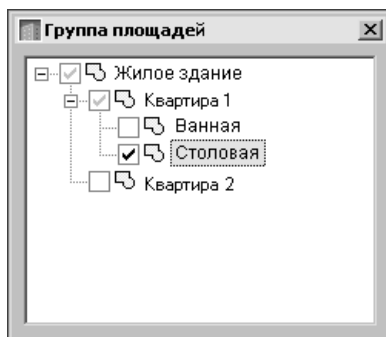 Группа площадей
Жилое здание
Квартира 1
Ванная
Столовая
Квартира 2